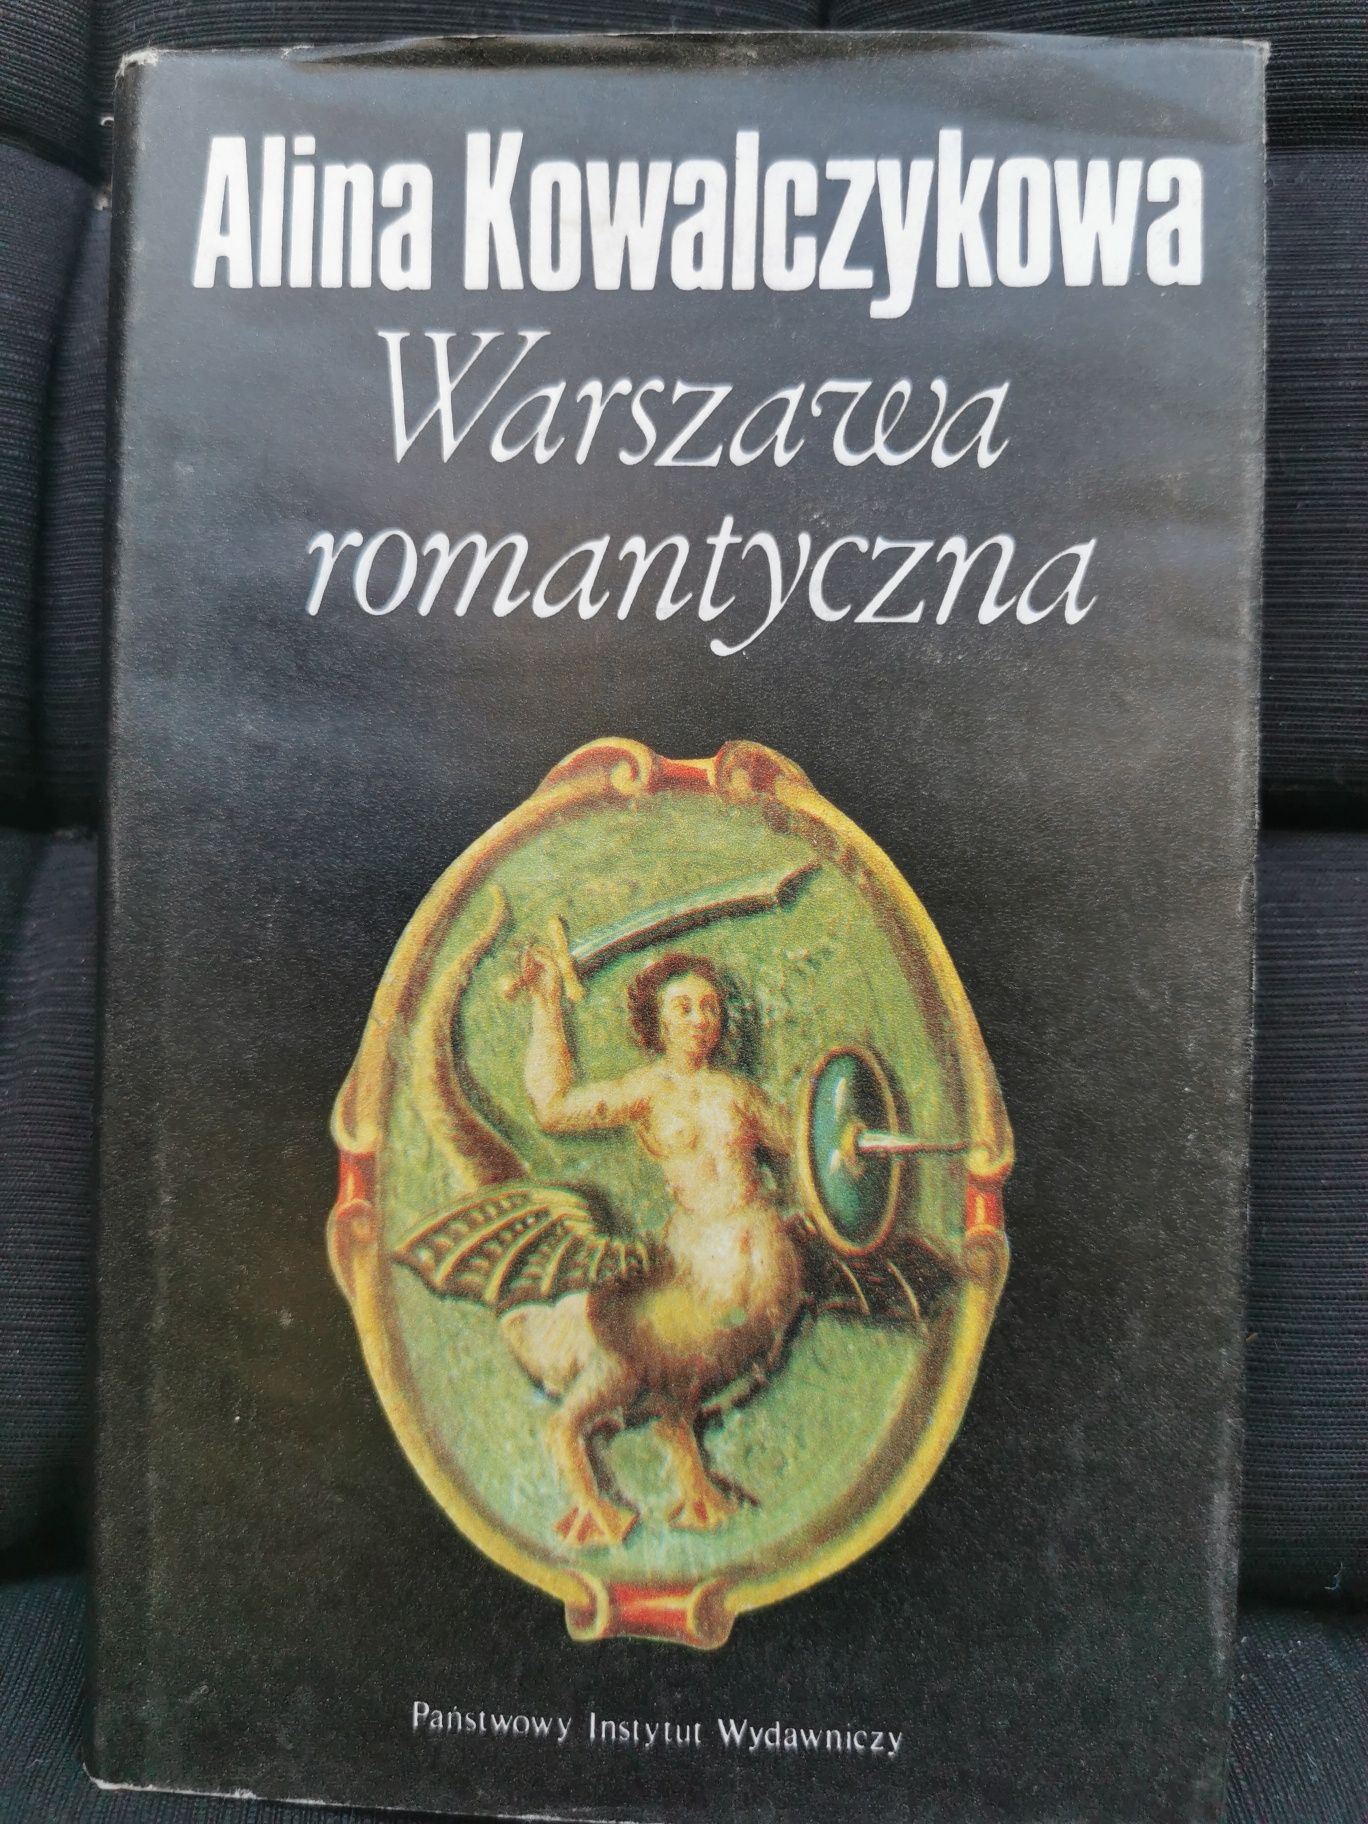 Alina Kowalczykowa
Warszawa
romantyczna
Państwowy Instytut Wydawniczy